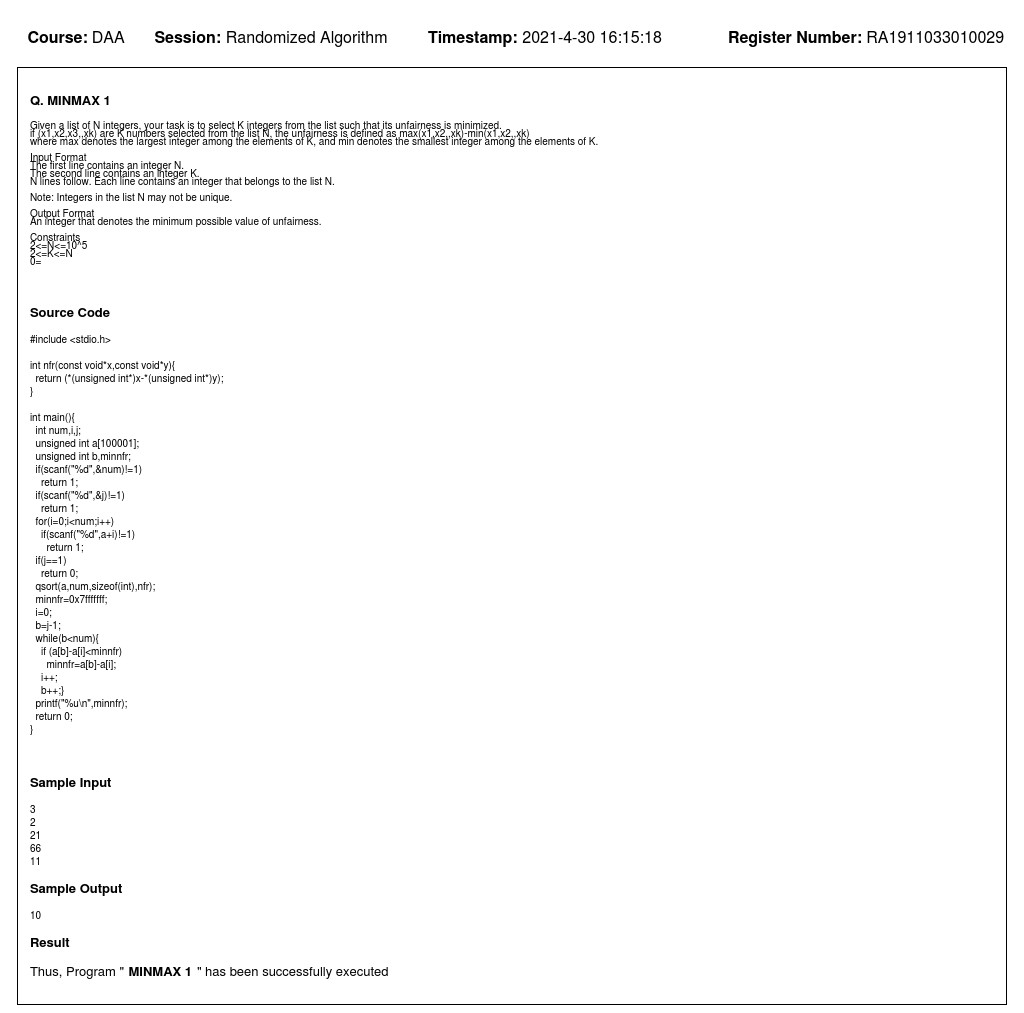 Course: DAA Session: Randomized Algorithm Timestamp: 2021-4-30 16:15:18 Register Number: RA1911033010029
Q. MINMAX 1
Given a list of N integers, your task is to select K integers from the list such that its unfairness is minimized.
if (x1,x2,x3,,xk) are K numbers selected from the list N, the unfairness is defined as max(x1,x2,,xk)-min(x1,x2,,xk)
where max denotes the largest integer among the elements of K, and min denotes the smallest integer among the elements of K.
Input Format
The first line contains an integer N.
The second line contains an integer K.
N lines follow. Each line contains an integer that belongs to the list N.
Note: Integers in the list N may not be unique.
Output Format
An integer that denotes the minimum possible value of unfairness.
Constraints
2<=N<=10^5
2<=K<=N
0=
Source Code
#include <stdio.h>
int nfr(const void*x,const void*y){
return (*(unsigned int*)x-*(unsigned int*)y);
}
int main(){
int num,i,j;
unsigned int a[100001];
unsigned int b,minnfr;
if(scanf("%d",&num)!=1)
return 1;
if(scanf("%d",&j)!=1)
return 1;
for(i=0;i<num;i++)
if(scanf("%d",a+i)!=1)
return 1;
if(j==1)
return 0;
qsort(a,num,sizeof(int),nfr);
minnfr=0x7fffffff;
i=0;
b=j-1;
while(b<num){
if (a[b]-a[i]<minnfr)
minnfr=a[b]-a[i];
i++;
b++;}
printf("%u\n",minnfr);
return 0;
}
Sample Input
3
2
21
66
11
Sample Output
10
Result
Thus, Program " MINMAX 1 " has been successfully executed